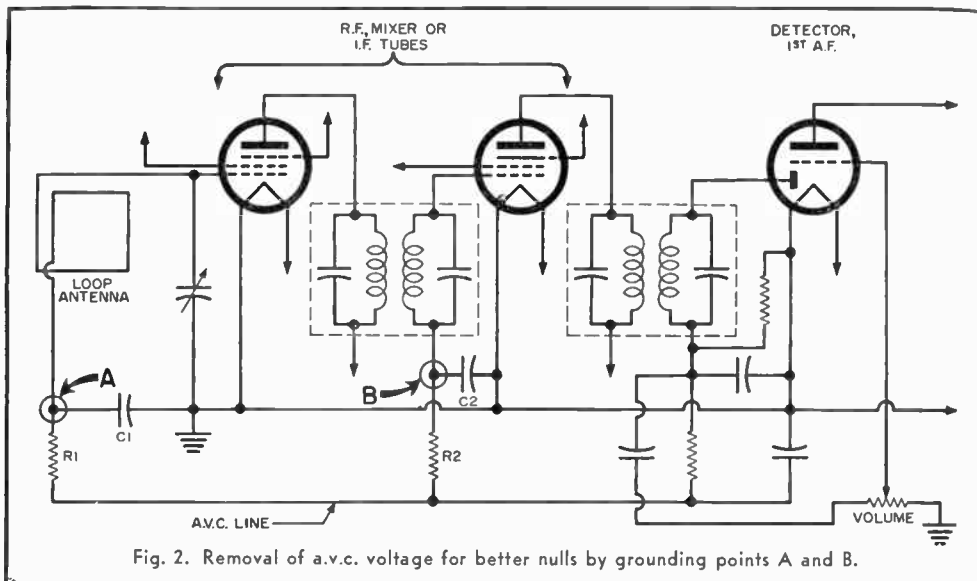 R.F., MIXER OR
I.F. TUBES
DETECTOR,
1ST A.F.
LOOP
ANTENNA
A
B
C1
C2
R1
R2
A.V.C. LINE
VOLUME
Fig. 2. Removal of a.v.c. voltage for better nulls by grounding points A and B.